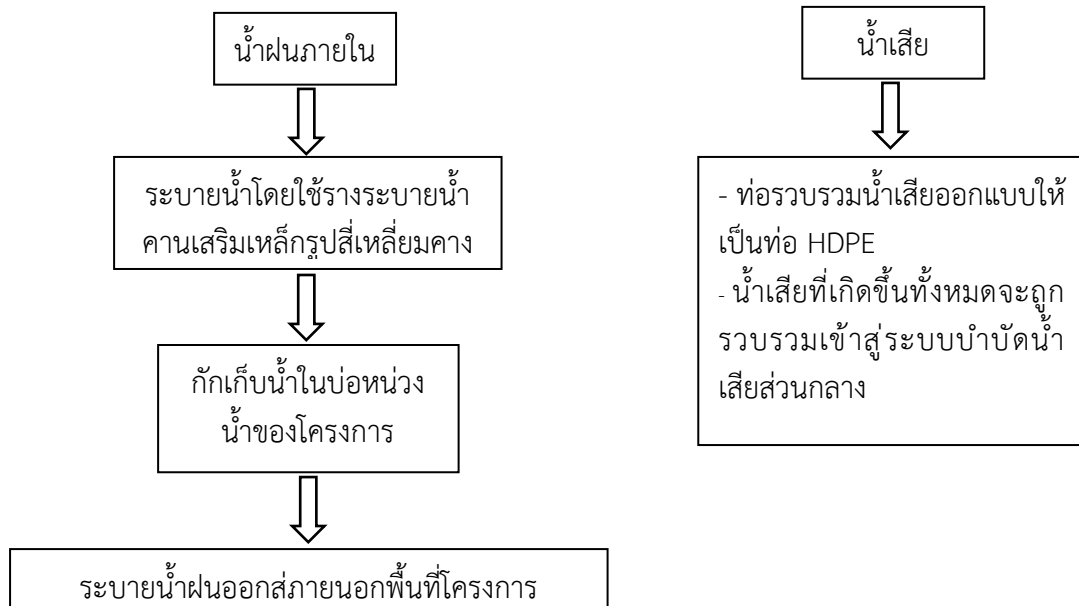 น้ำฝนภายใน
ระบายน้ำโดยใช้รางระบายน้ำ
คานเสริมเหล็กรูปสี่เหลี่ยมคาง
กักเก็บน้ำในบ่อหน่วง
น้ำของโครงการ
ระบายน้ำฝนออกสู่ภายนอกพื้นที่โครงการ
น้ำเสีย
- ท่อรวบรวมน้ำเสียออกแบบให้
เป็นท่อ HDPE
- น้ำเสียที่เกิดขึ้นทั้งหมดจะถูก
รวบรวมเข้าสู่ระบบบำบัดน้ำ
เสียส่วนกลาง